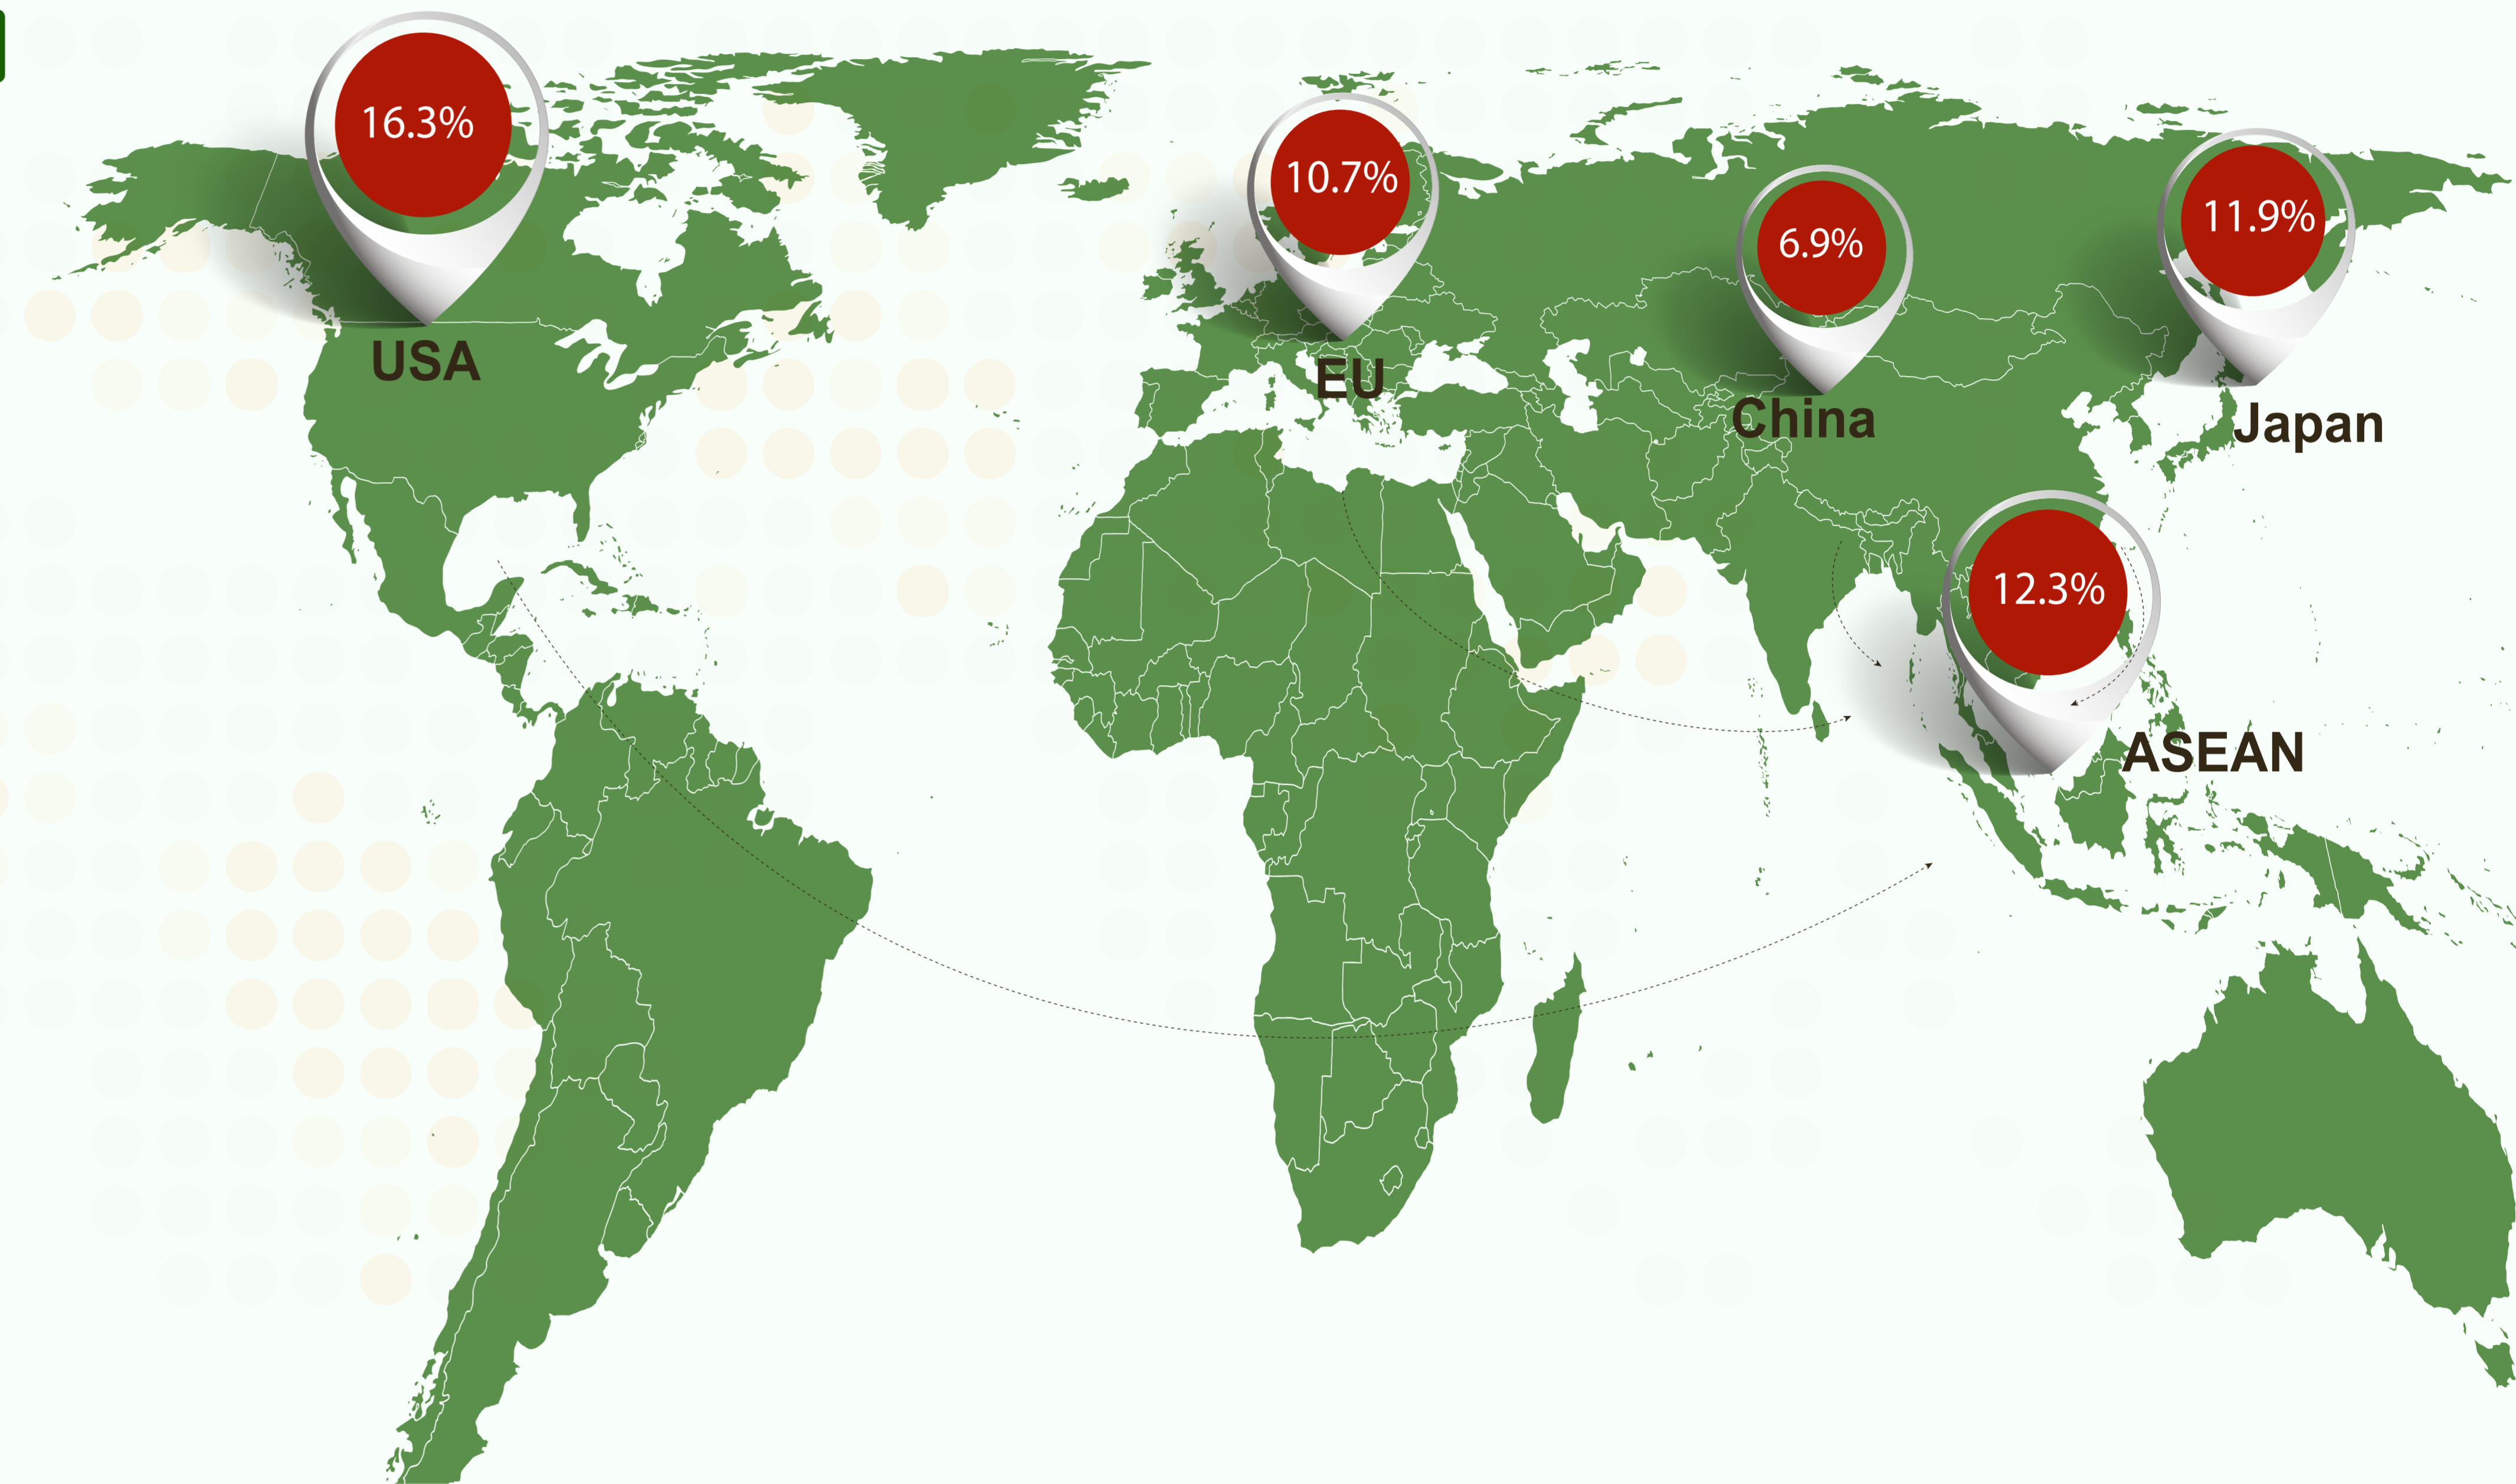 16.3%
USA
10.7%
EU
6.9%
China
11.9%
Japan
12.3%
ASEAN